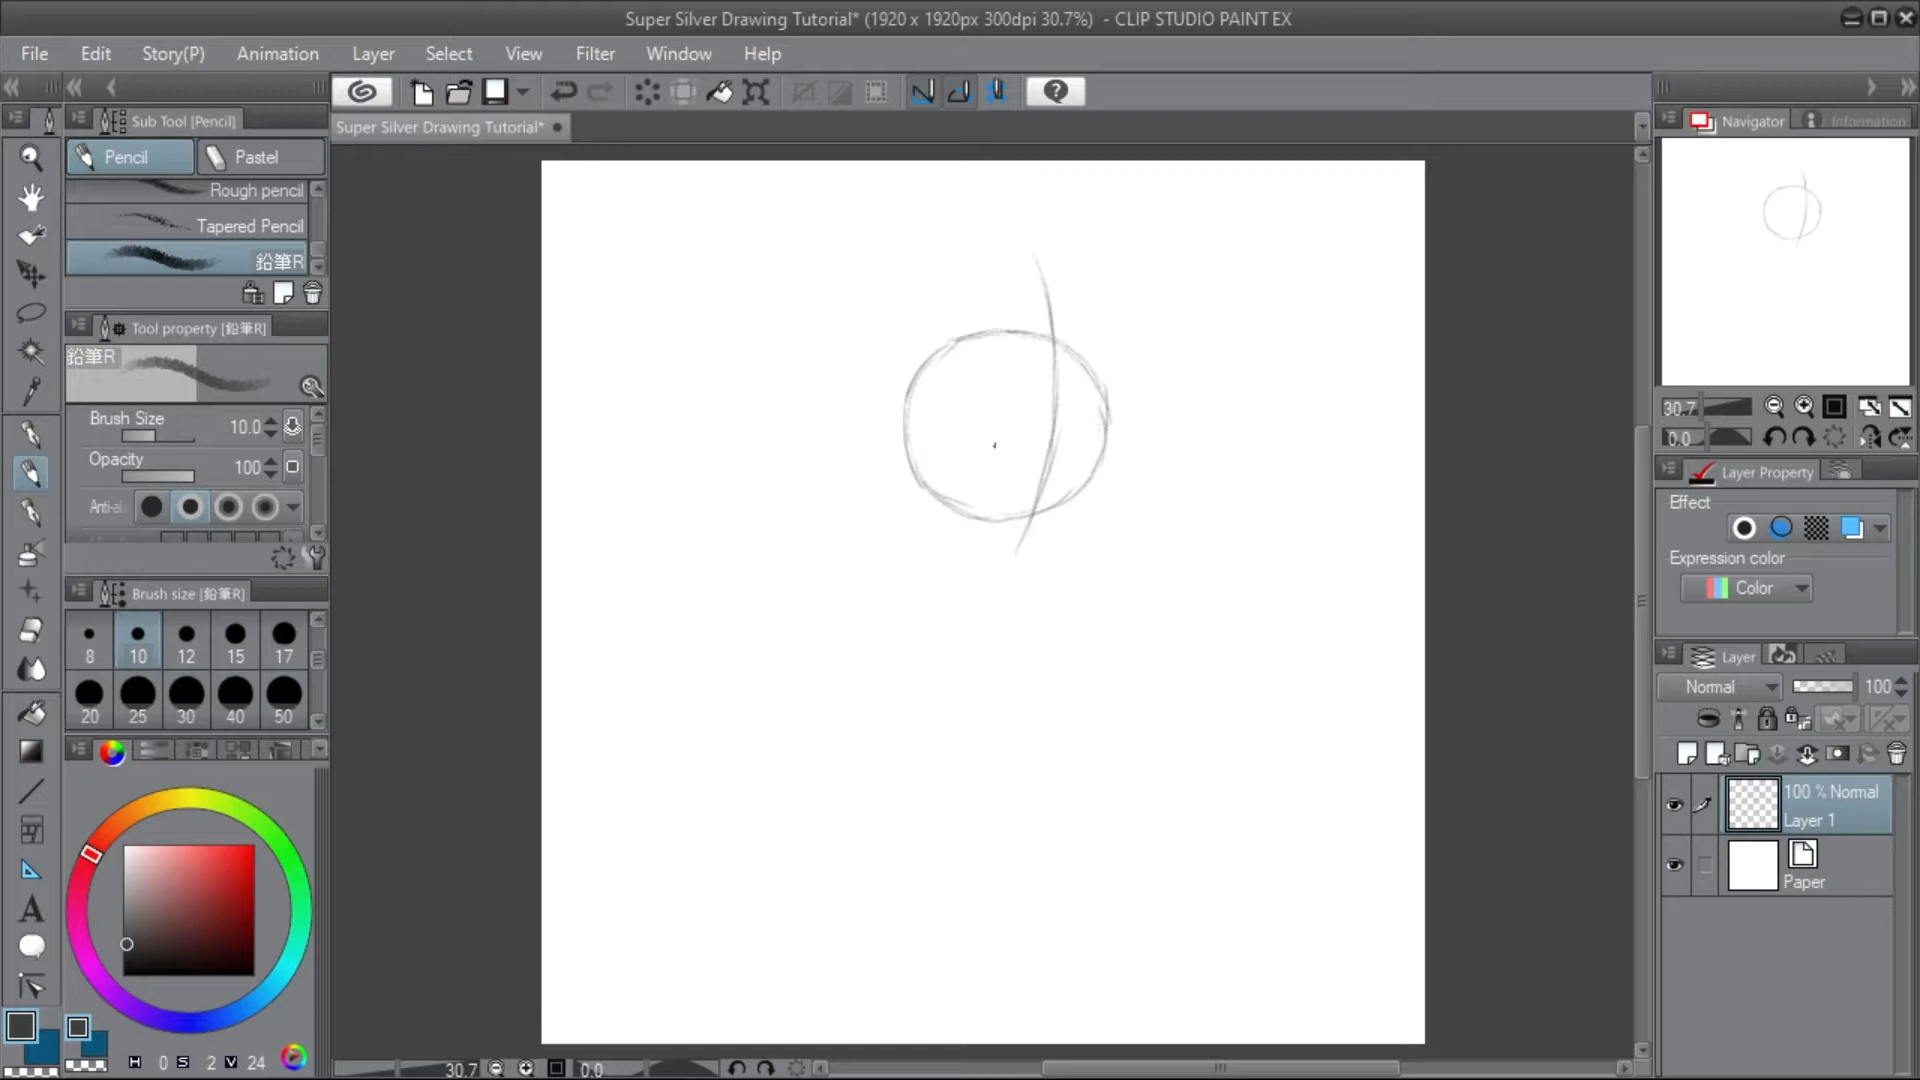 Super Silver Drawing Tutorial* (1920 x 1920px 300dpi 30.7%) - CLIP STUDIO PAINT EX
File Edit Story(P) Animation Layer Select View Filter Window Help
Sub Tool [Pencil]
Super Silver Drawing Tutorial*
Navigator Information
Pencil Pastel
Rough pencil
Tapered Pencil
鉛筆R
Tool property [鉛筆R]
鉛筆R
Brush Size 10.0
Opacity 100
Anti-al
Brush size [鉛筆R]
8 10 12 15 17
20 25 30 40 50
H 0 S 2 V 24
30.7 0.0
30.7
0.0
Layer Property
Effect
Expression color
Color
Layer
Normal 100
100 % Normal
Layer 1
Paper